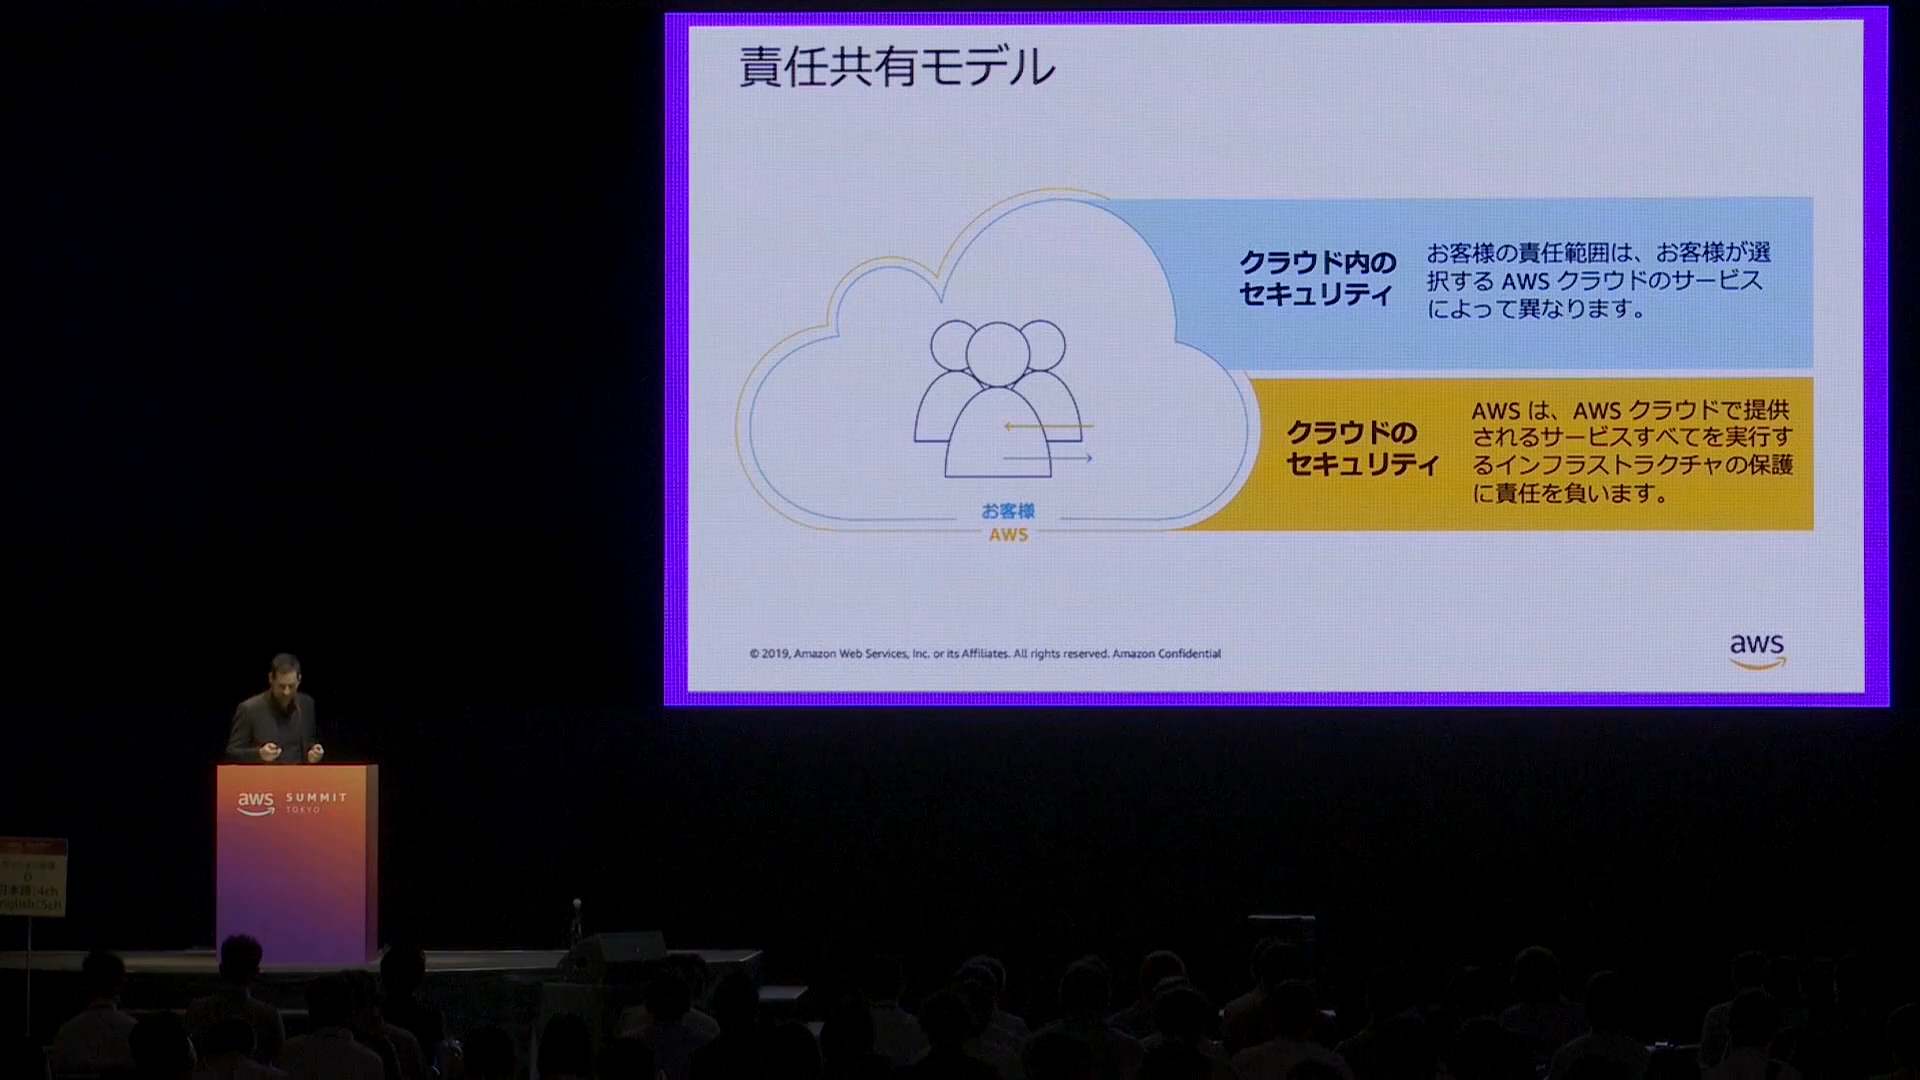 責任共有モデル
クラウド内の
セキュリティ
お客様の責任範囲は、お客様が選
択する AWS クラウドのサービス
によって異なります。
クラウドの
セキュリティ
AWS は、AWS クラウドで提供
されるサービスすべてを実行す
るインフラストラクチャの保護
に責任を負います。
お客様
AWS
© 2019, Amazon Web Services, Inc. or its Affiliates. All rights reserved. Amazon Confidential
aws
aws SUMMIT
TOKYO
日本語:4ch
English:5ch